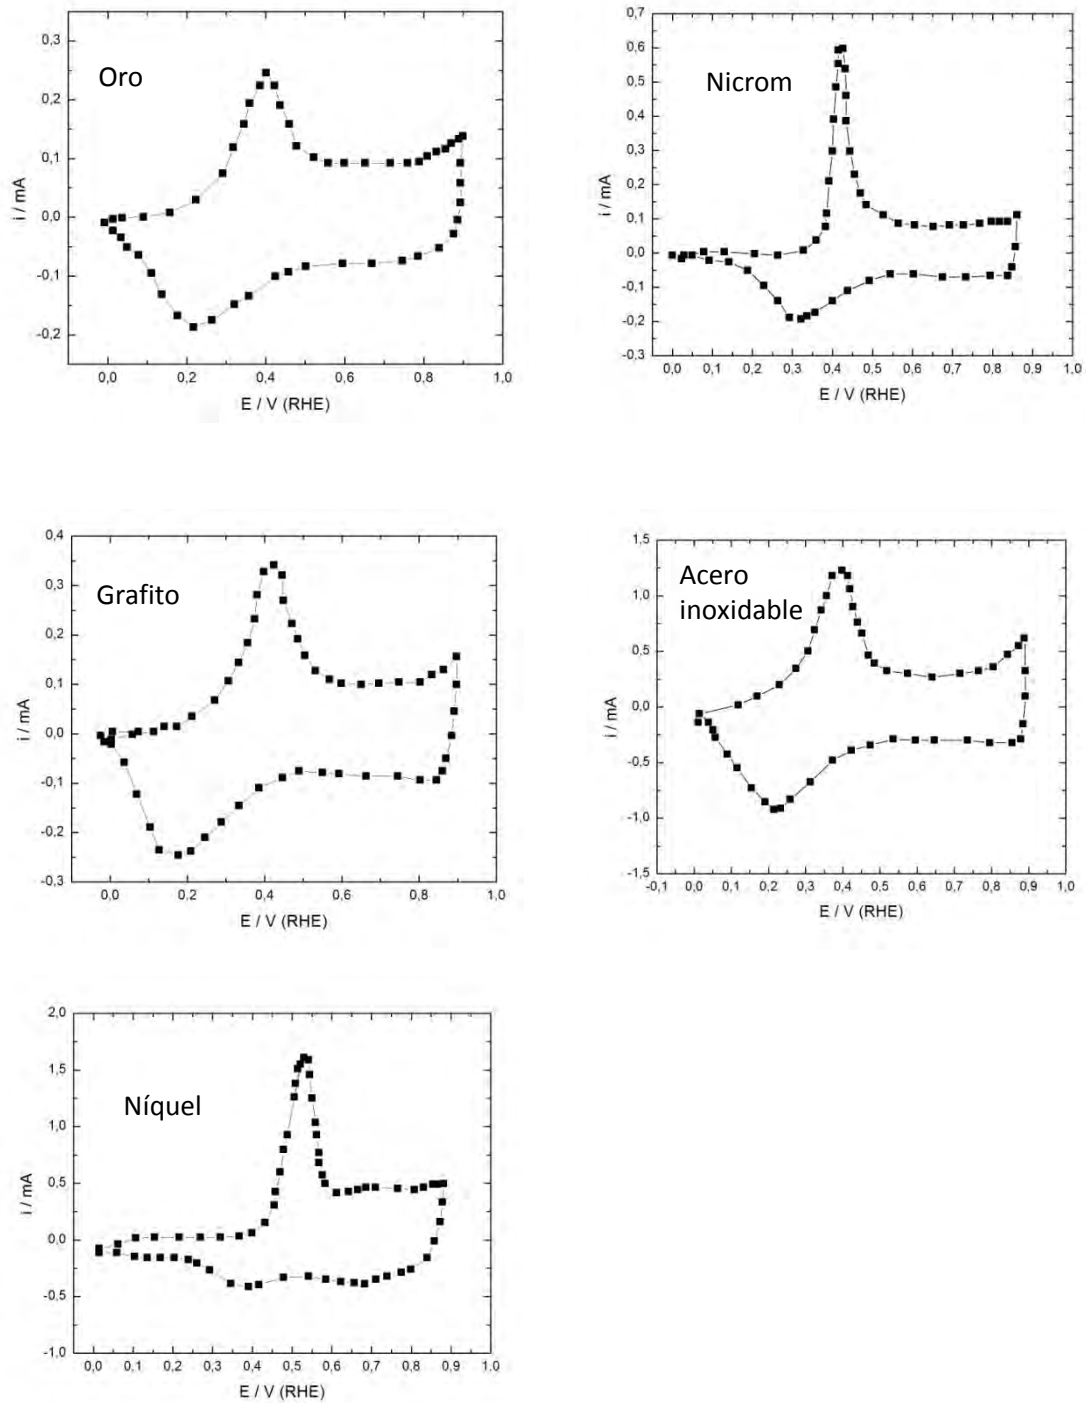 Oro
0,3
0,2
0,1
0,0
-0,1
-0,2
i / mA
0,0 0,2 0,4 0,6 0,8 1,0
E / V (RHE)
Nicrom
0,7
0,6
0,5
0,4
0,3
0,2
0,1
0,0
-0,1
-0,2
-0,3
i / mA
0,0 0,1 0,2 0,3 0,4 0,5 0,6 0,7 0,8 0,9 1,0
E / V (RHE)
Grafito
0,4
0,3
0,2
0,1
0,0
-0,1
-0,2
-0,3
i / mA
0,0 0,2 0,4 0,6 0,8 1,0
E / V (RHE)
Acero
inoxidable
1,5
1,0
0,5
0,0
-0,5
-1,0
-1,5
i / mA
-0,1 0,0 0,1 0,2 0,3 0,4 0,5 0,6 0,7 0,8 0,9 1,0
E / V (RHE)
Níquel
2,0
1,5
1,0
0,5
0,0
-0,5
-1,0
i / mA
0,0 0,1 0,2 0,3 0,4 0,5 0,6 0,7 0,8 0,9 1,0
E / V (RHE)